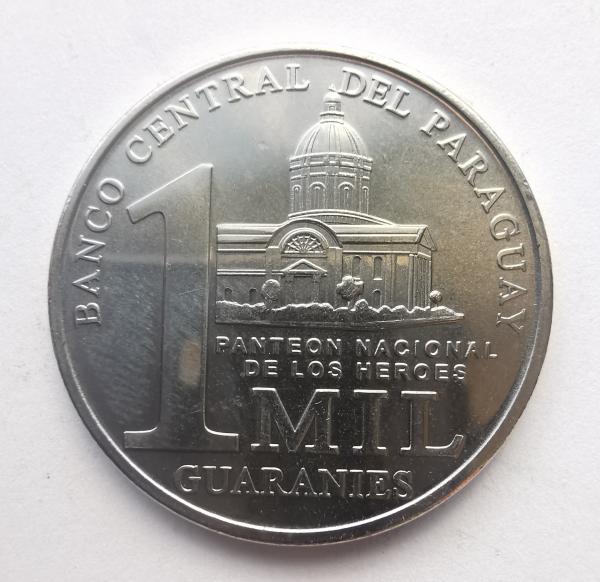 BANCO CENTRAL DEL PARAGUAY
PANTEON NACIONAL
DE LOS HEROES
1 MIL
GUARANIES